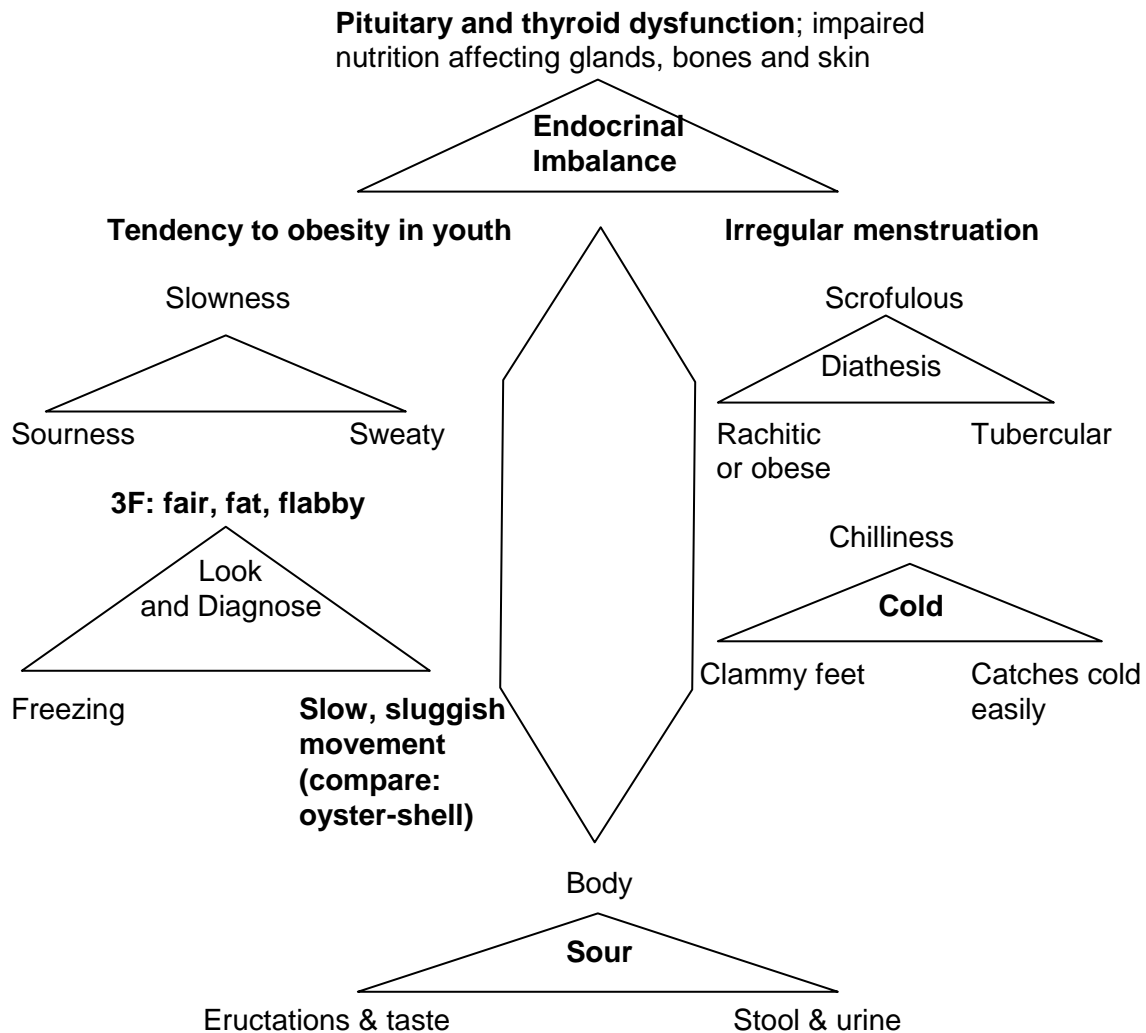 Pituitary and thyroid dysfunction; impaired
nutrition affecting glands, bones and skin
Endocrinal
Imbalance
Tendency to obesity in youth
Irregular menstruation
Slowness
Sourness
Sweaty
Scrofulous
Diathesis
Rachitic
or obese
Tubercular
3F: fair, fat, flabby
Look
and Diagnose
Freezing
Slow, sluggish
movement
(compare:
oyster-shell)
Chilliness
Cold
Clammy feet
Catches cold
easily
Body
Sour
Eructations & taste
Stool & urine